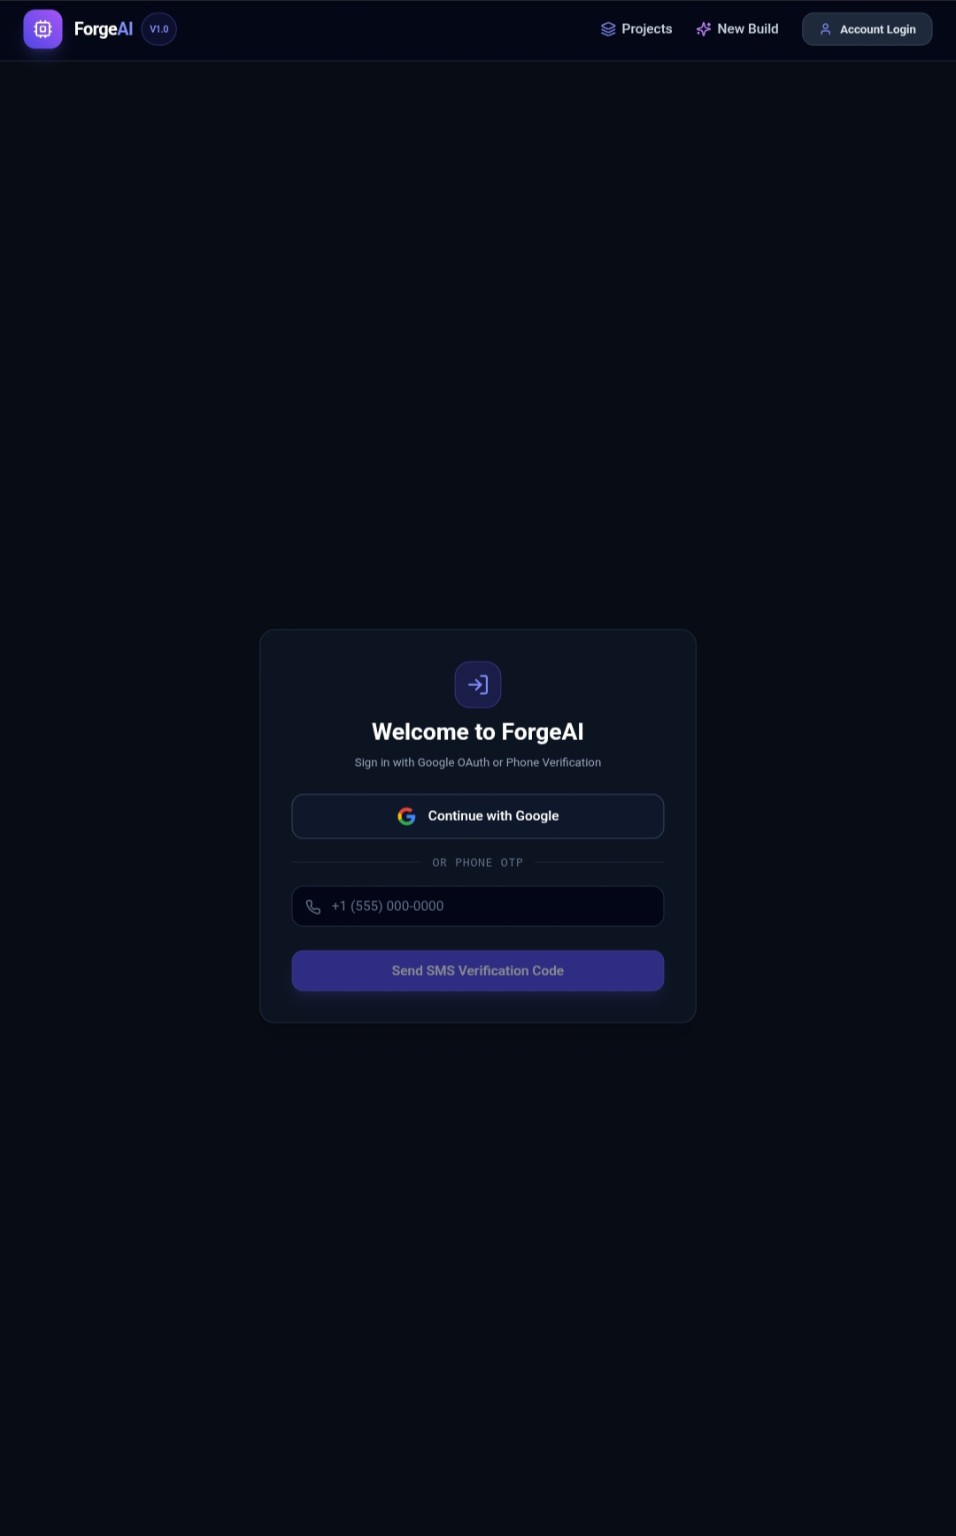 ForgeAI V1.0 Projects New Build Account Login
Welcome to ForgeAI
Sign in with Google OAuth or Phone Verification
Continue with Google
OR PHONE OTP
+1 (555) 000-0000
Send SMS Verification Code